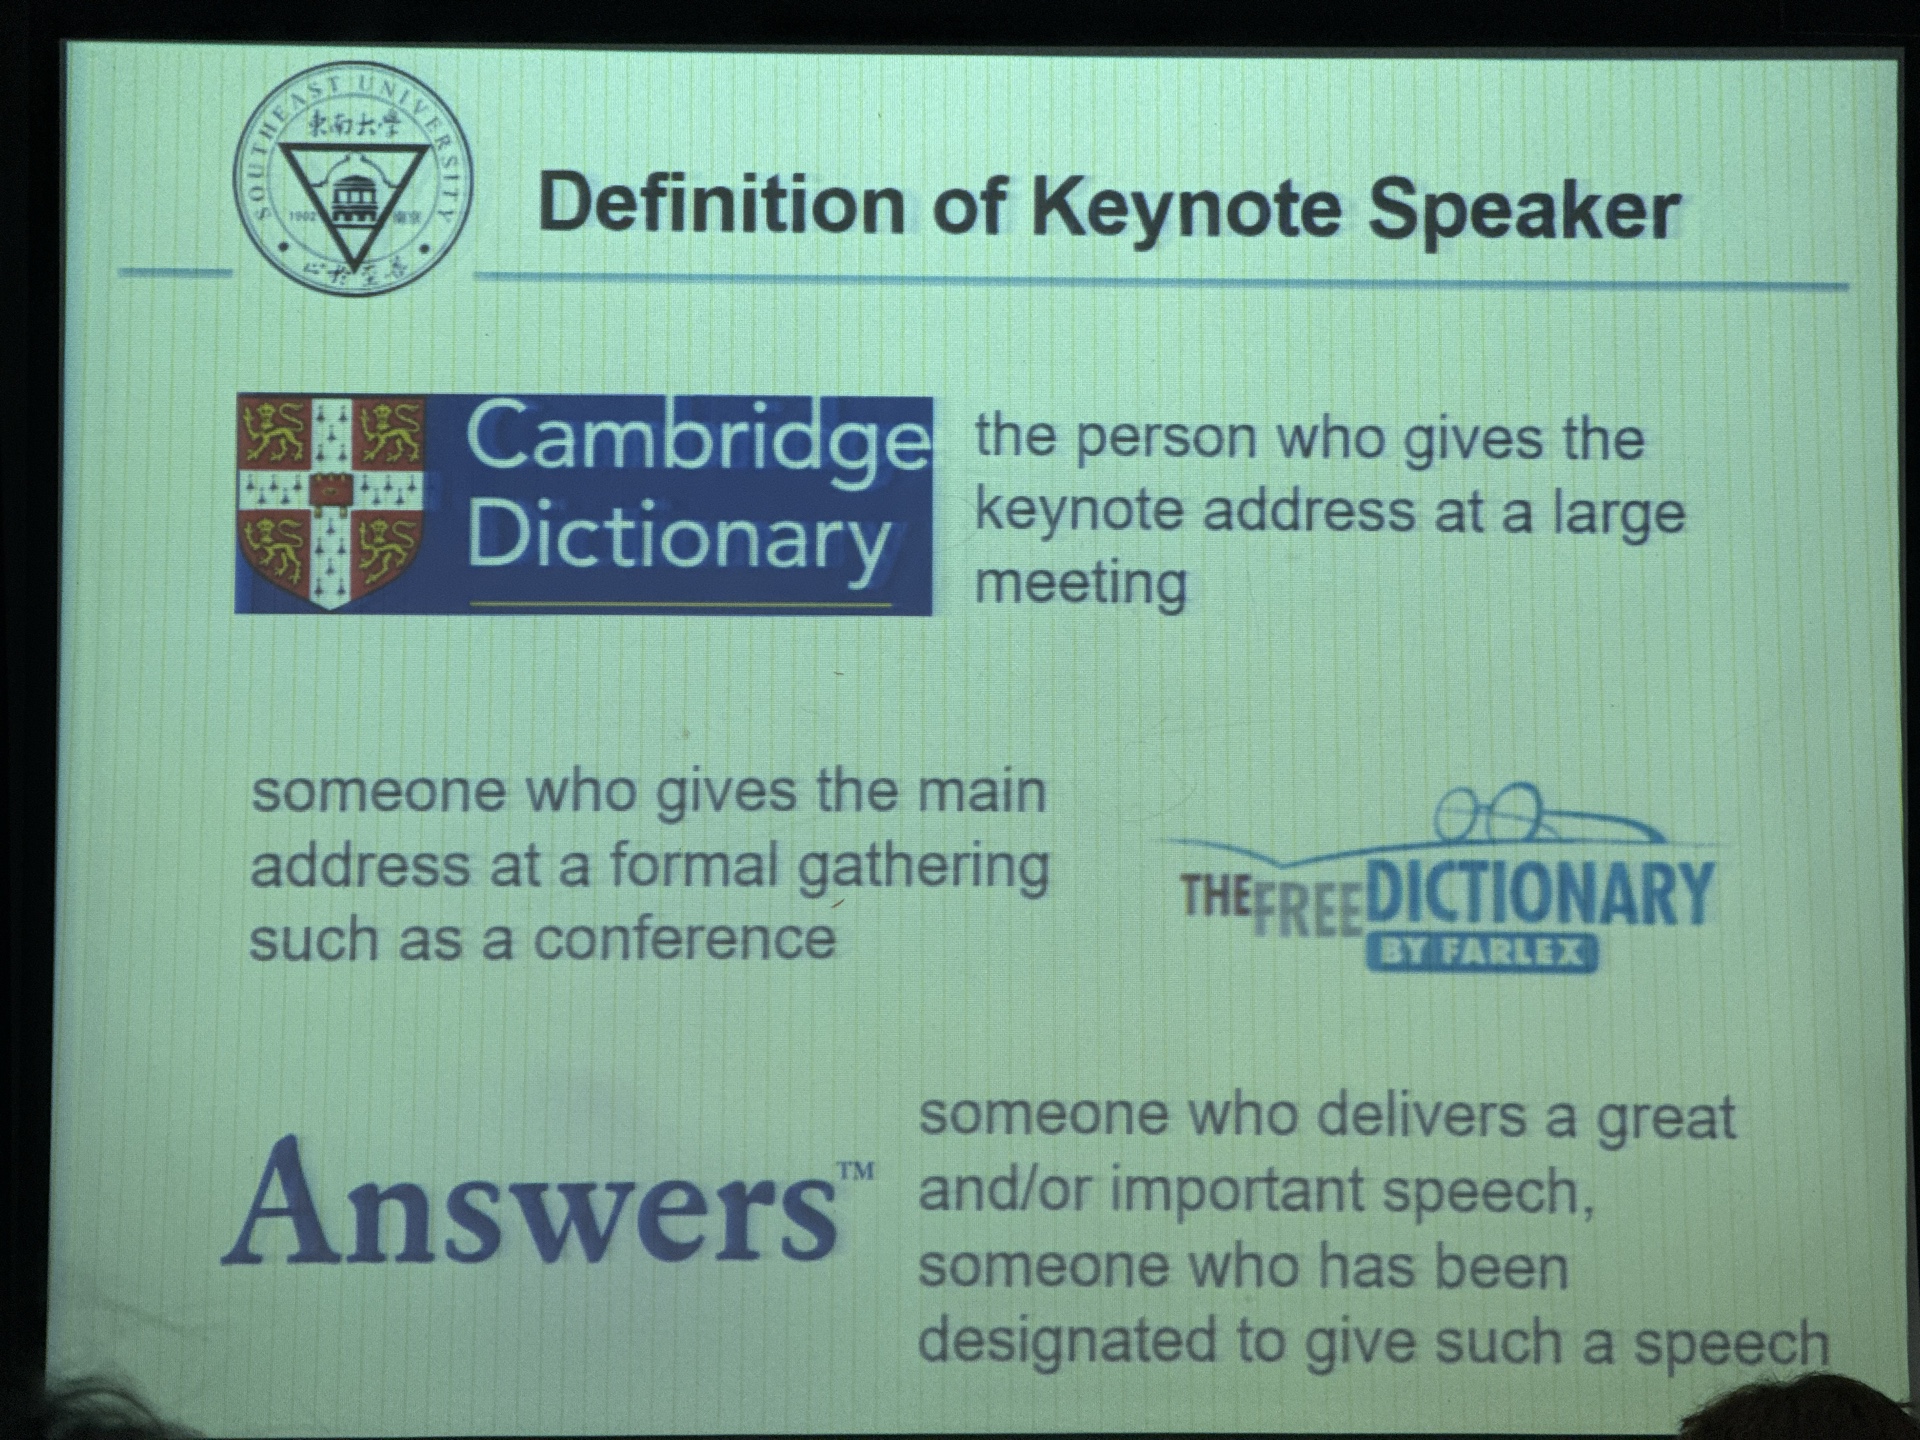 SOUTHEAST UNIVERSITY
東南大學
1902 南京
止於至善
Definition of Keynote Speaker
Cambridge
Dictionary
the person who gives the
keynote address at a large
meeting
someone who gives the main
address at a formal gathering
such as a conference
THE FREE DICTIONARY
BY FARLEX
Answers™
someone who delivers a great
and/or important speech,
someone who has been
designated to give such a speech